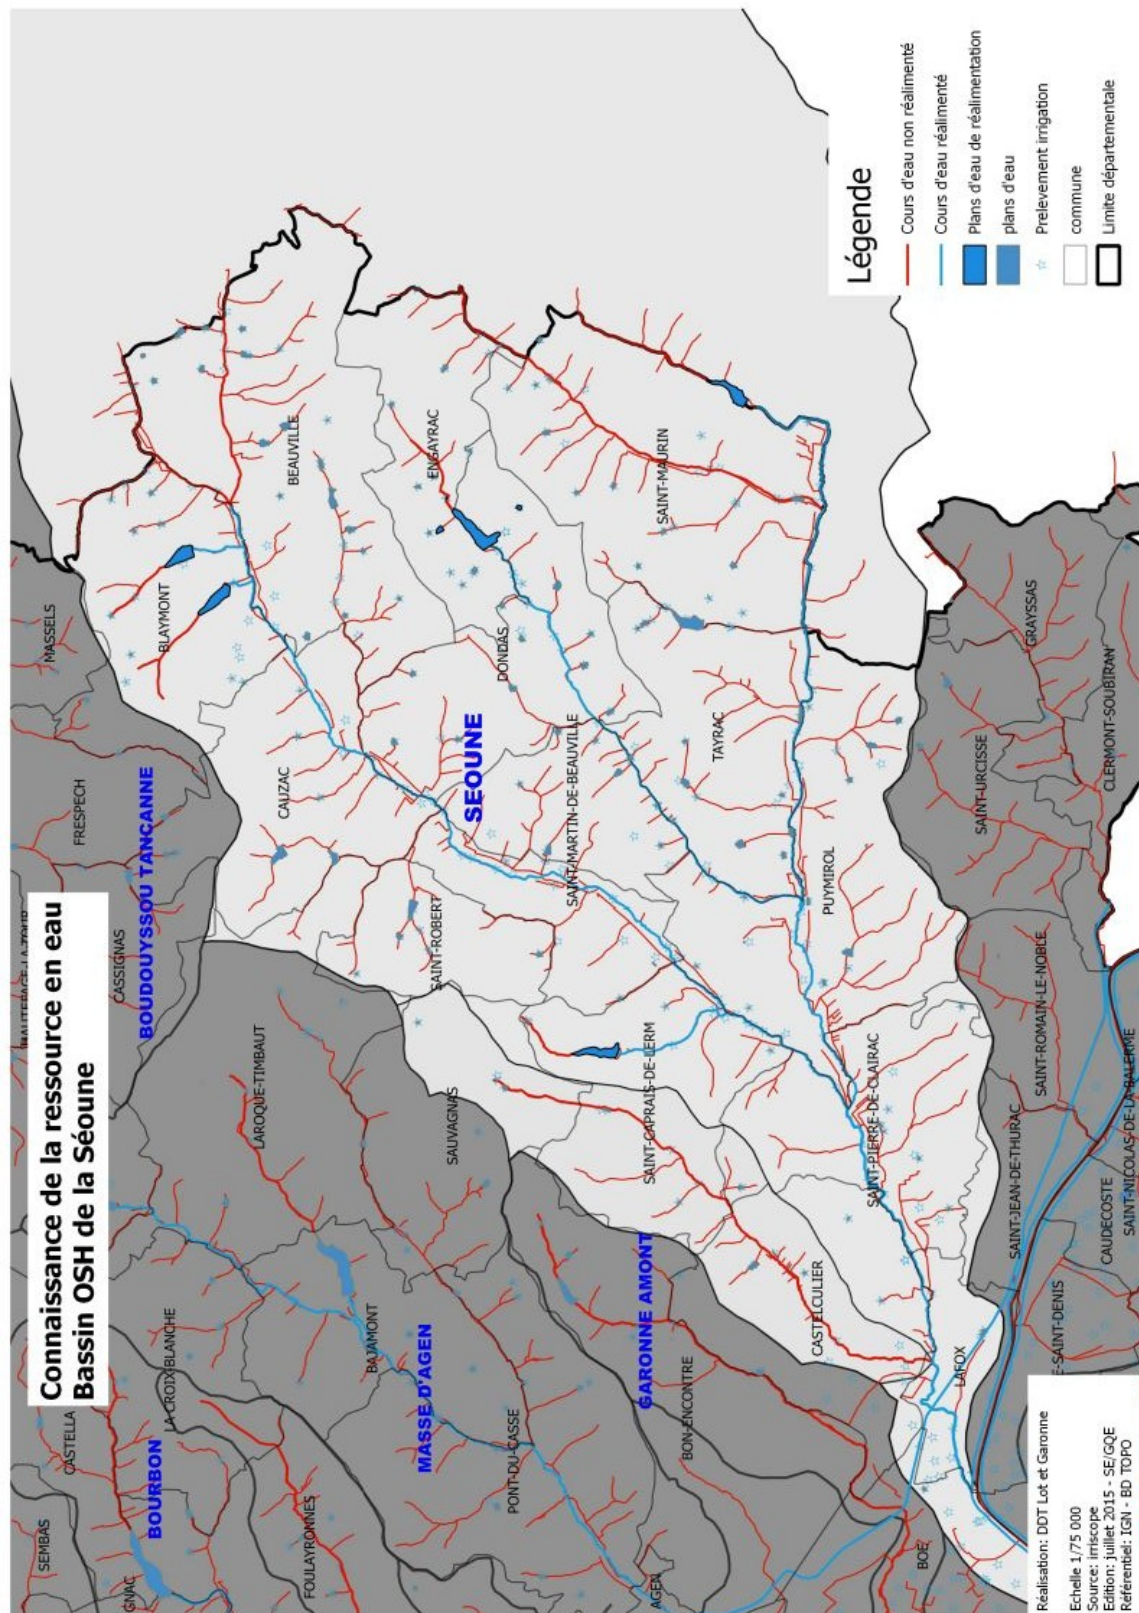 Connaissance de la ressource en eau
Bassin OSH de la Séoune
SEMBAS
CASTELLA
BOURBON
GNAC
LA-CROIX-BLANCHE
FOULAYRONNES
BAJAMONT
MASSE D'AGEN
PONT-DU-CASSE
AGEN
LAROQUE-TIMBAUT
SAUVAGNAS
GARONNE AMONT
BON-ENCONTRE
BOE
CASSIGNAS
BOUDOUYSSOU TANCANNE
FRESPECH
MASSELS
BLAYMONT
CAUZAC
BEAUVILLE
SAINT-ROBERT
SEOUNE
DONDAS
ENGAYRAC
SAINT-MARTIN-DE-BEAUVILLE
SAINT-MAURIN
TAYRAC
PUYMIROL
SAINT-CAPRAIS-DE-LERM
CASTELCULIER
SAINT-PIERRE-DE-CLAIRAC
LAFOX
GRAYSSAS
SAINT-URCISSE
CLERMONT-SOUBIRAN
SAINT-ROMAIN-LE-NOBLE
SAINT-JEAN-DE-THURAC
CAUDECOSTE
SAINT-NICOLAS-DE-LA-BALERME
E-SAINT-DENIS
Légende
Cours d'eau non réalimenté
Cours d'eau réalimenté
Plans d'eau de réalimentation
plans d'eau
Prelevement irrigation
commune
Limite départementale
Réalisation: DDT Lot et Garonne
Echelle 1/75 000
Source: irriscope
Edition: juillet 2015 - SE/GQE
Référentiel: IGN - BD TOPO